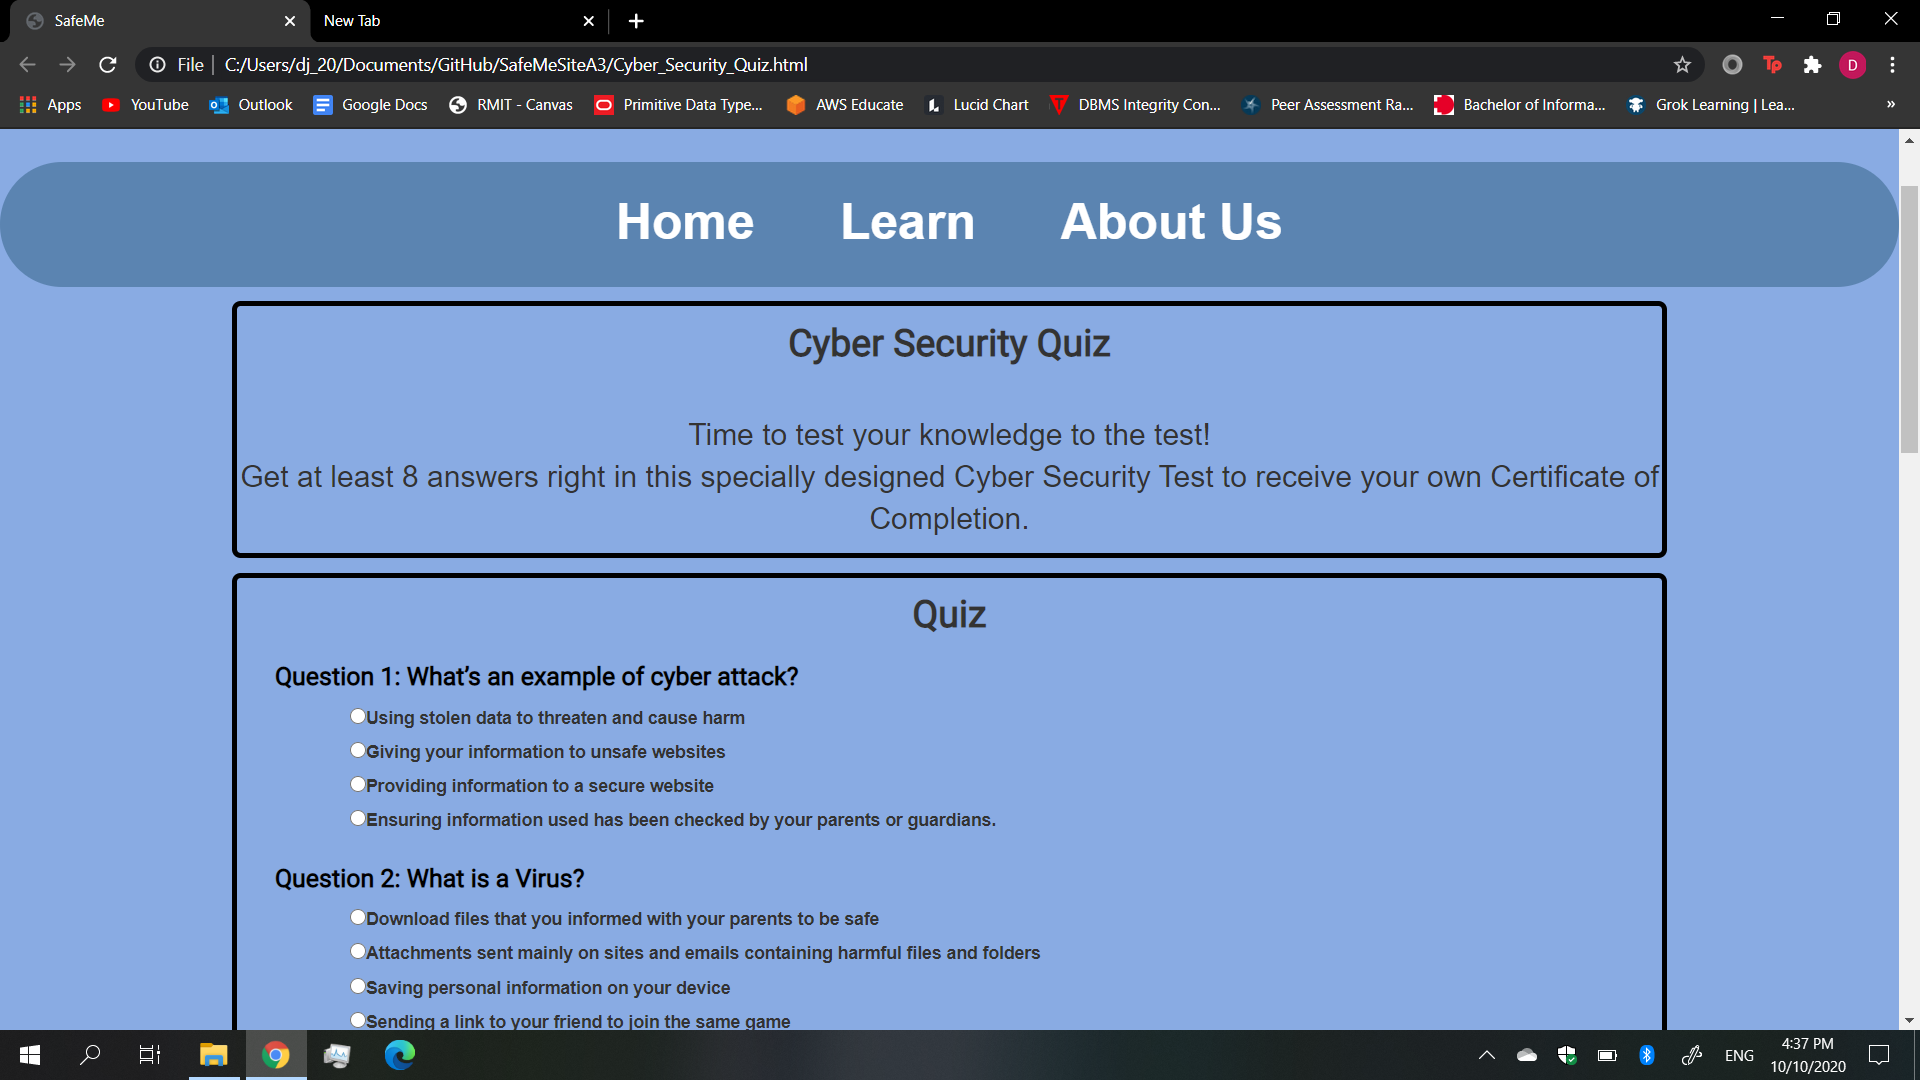 SafeMe
New Tab
File
C:/Users/dj_20/Documents/GitHub/SafeMeSiteA3/Cyber_Security_Quiz.html
Tp
D
Apps
YouTube
Outlook
Google Docs
RMIT - Canvas
Primitive Data Type...
AWS Educate
Lucid Chart
DBMS Integrity Con...
Peer Assessment Ra...
Bachelor of Informa...
Grok Learning | Lea...
»
Home
Learn
About Us
Cyber Security Quiz
Time to test your knowledge to the test!
Get at least 8 answers right in this specially designed Cyber Security Test to receive your own Certificate of
Completion.
Quiz
Question 1: What’s an example of cyber attack?
Using stolen data to threaten and cause harm
Giving your information to unsafe websites
Providing information to a secure website
Ensuring information used has been checked by your parents or guardians.
Question 2: What is a Virus?
Download files that you informed with your parents to be safe
Attachments sent mainly on sites and emails containing harmful files and folders
Saving personal information on your device
Sending a link to your friend to join the same game
ENG
4:37 PM
10/10/2020